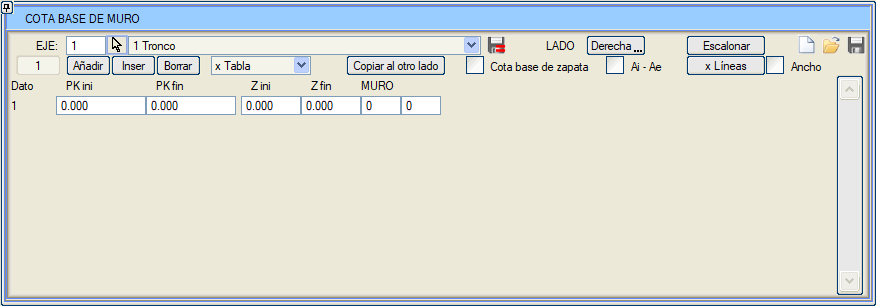 COTA BASE DE MURO
EJE: 1 1 Tronco LADO Derecha ... Escalonar
1 Añadir Inser Borrar x Tabla Copiar al otro lado Cota base de zapata Ai - Ae x Líneas Ancho
Dato PK ini PK fin Z ini Z fin MURO
1 0.000 0.000 0.000 0.000 0 0